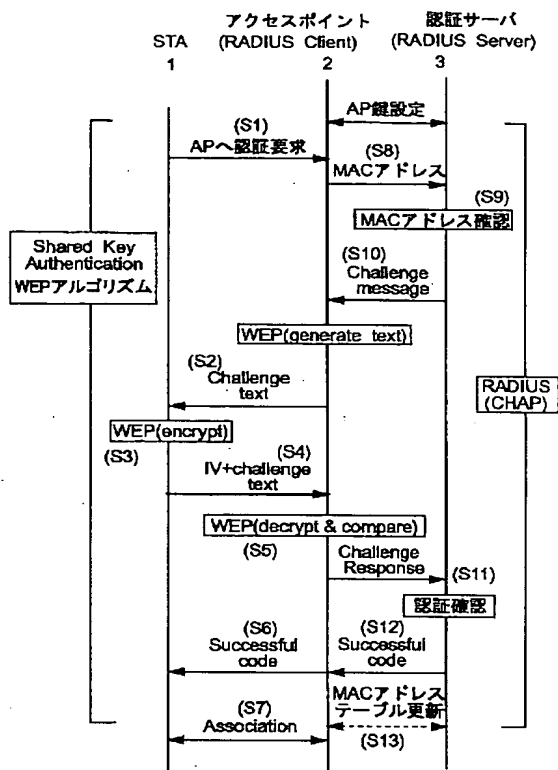 アクセスポイント
認証サーバ
STA
(RADIUS Client)
(RADIUS Server)
1
2
3
AP鍵設定
(S1)
APへ認証要求
(S8)
MACアドレス
(S9)
MACアドレス確認
Shared Key
Authentication
WEPアルゴリズム
(S10)
Challenge
message
WEP(generate text)
(S2)
Challenge
text
RADIUS
(CHAP)
WEP(encrypt)
(S3)
(S4)
IV+challenge
text
WEP(decrypt & compare)
(S5)
Challenge
Response
(S11)
認証確認
(S6)
Successful
code
(S12)
Successful
code
(S7)
Association
MACアドレス
テーブル更新
(S13)